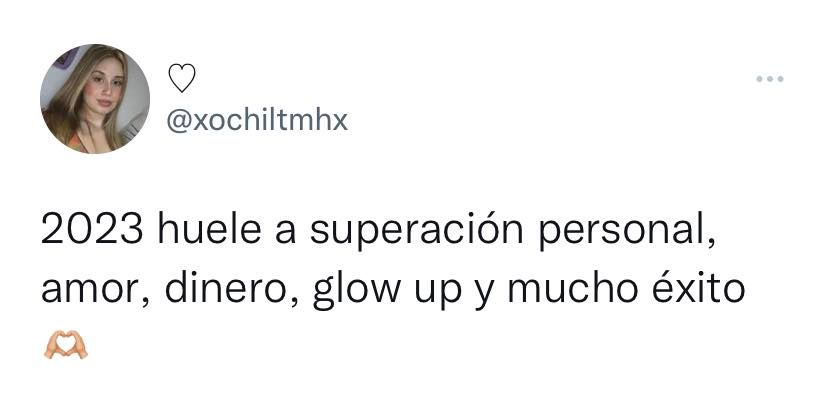 ♡
@xochiltmhx
2023 huele a superación personal,
amor, dinero, glow up y mucho éxito
🫶🏼